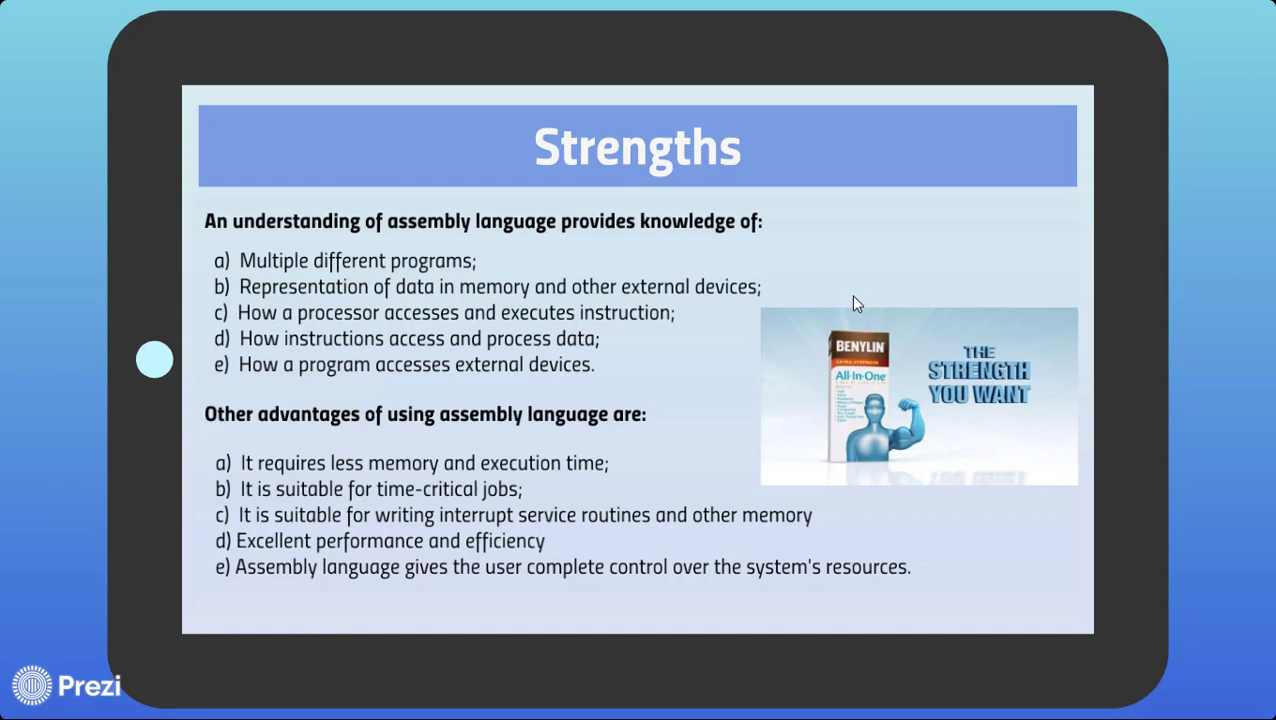 Strengths
An understanding of assembly language provides knowledge of:
a) Multiple different programs;
b) Representation of data in memory and other external devices;
c) How a processor accesses and executes instruction;
d) How instructions access and process data;
e) How a program accesses external devices.
BENYLIN
EXTRA STRENGTH
All-In-One
THE
STRENGTH
YOU WANT
Other advantages of using assembly language are:
a) It requires less memory and execution time;
b) It is suitable for time-critical jobs;
c) It is suitable for writing interrupt service routines and other memory
d) Excellent performance and efficiency
e) Assembly language gives the user complete control over the system's resources.
Prezi